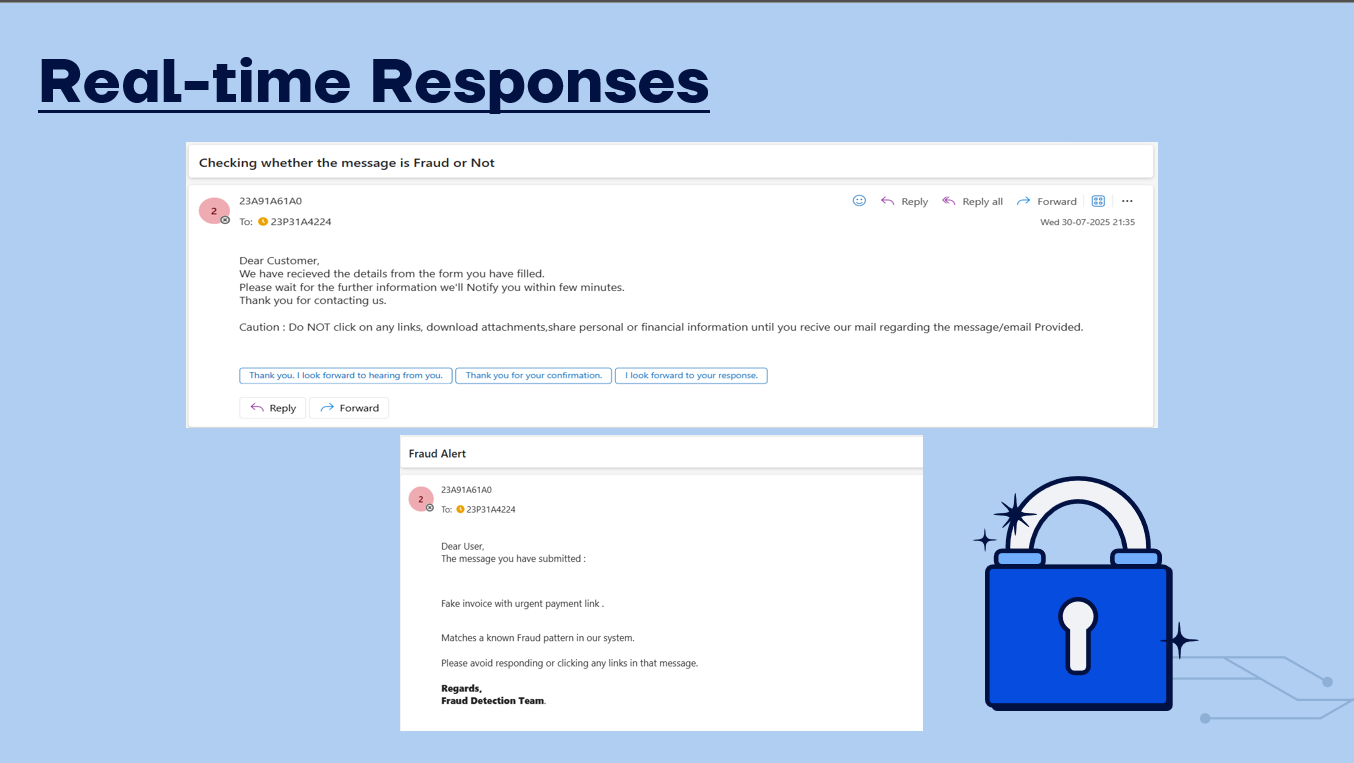 Real-time Responses
Checking whether the message is Fraud or Not
2
23A91A61A0
Reply
Reply all
Forward
To: 23P31A4224
Wed 30-07-2025 21:35
Dear Customer,
We have recieved the details from the form you have filled.
Please wait for the further information we'll Notify you within few minutes.
Thank you for contacting us.
Caution : Do NOT click on any links, download attachments,share personal or financial information until you recive our mail regarding the message/email Provided.
Thank you. I look forward to hearing from you.
Thank you for your confirmation.
I look forward to your response.
Reply
Forward
Fraud Alert
2
23A91A61A0
To: 23P31A4224
Dear User,
The message you have submitted :
Fake invoice with urgent payment link .
Matches a known Fraud pattern in our system.
Please avoid responding or clicking any links in that message.
Regards,
Fraud Detection Team.